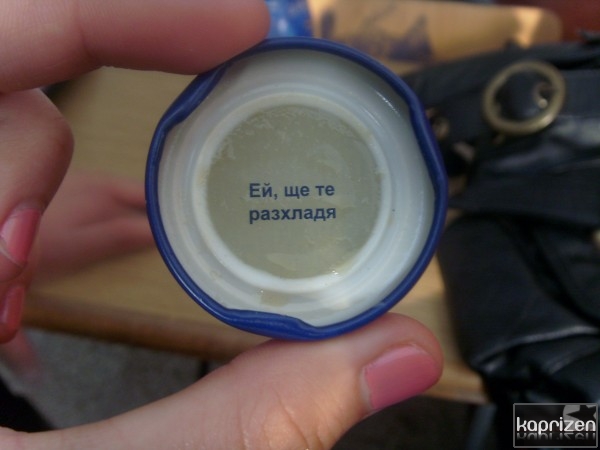 Ей, ще те
разхладя
kaprizen